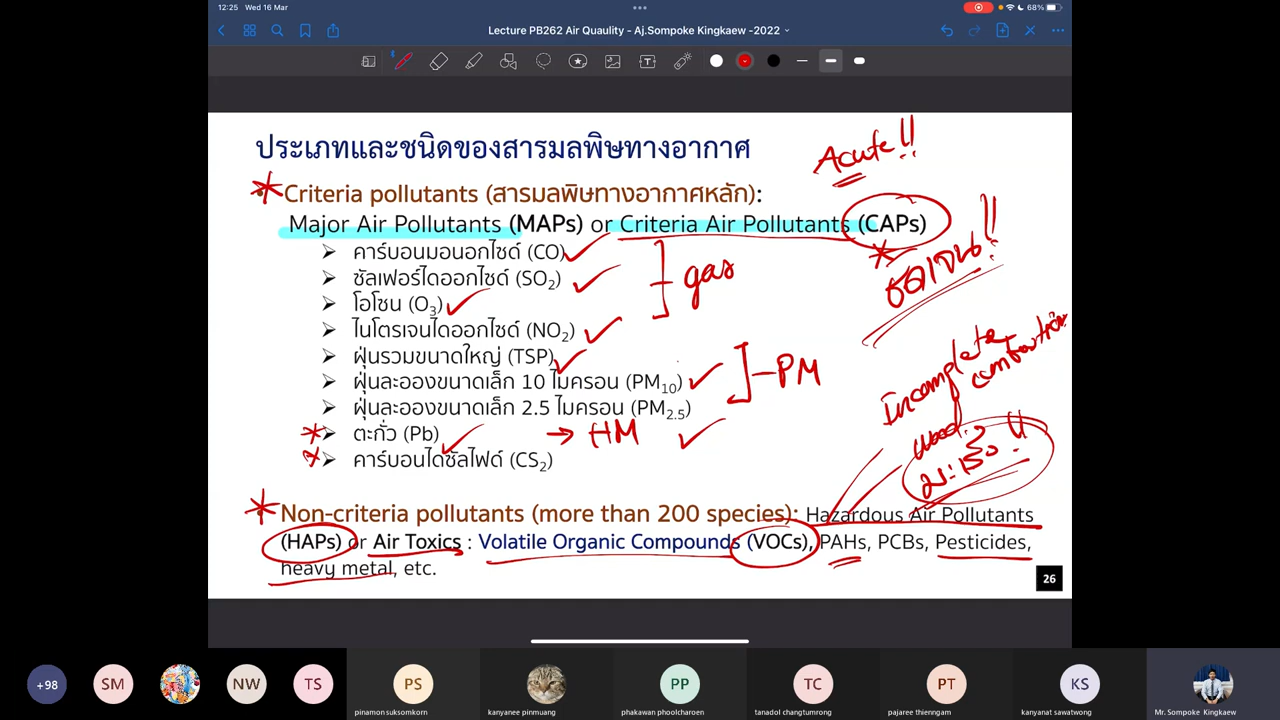 12:25 Wed 16 Mar
68%
Lecture PB262 Air Quaulity - Aj.Sompoke Kingkaew -2022
ประเภทและชนิดของสารมลพิษทางอากาศ
Acute!!
Criteria pollutants (สารมลพิษทางอากาศหลัก):
Major Air Pollutants (MAPs) or Criteria Air Pollutants (CAPs)
คาร์บอนมอนอกไซด์ (CO)
ซัลเฟอร์ไดออกไซด์ (SO2)
gas
โอโซน (O3)
ไนโตรเจนไดออกไซด์ (NO2)
ฝุ่นรวมขนาดใหญ่ (TSP)
ฝุ่นละอองขนาดเล็ก 10 ไมครอน (PM10)
PM
Incomplete combustion
ฝุ่นละอองขนาดเล็ก 2.5 ไมครอน (PM2.5)
ตะกั่ว (Pb)
→ HM
คาร์บอนไดซัลไฟด์ (CS2)
มะเร็ง!!
Non-criteria pollutants (more than 200 species): Hazardous Air Pollutants
(HAPs) or Air Toxics : Volatile Organic Compounds (VOCs), PAHs, PCBs, Pesticides,
heavy metal, etc.
26
+98
SM
NW
TS
PS
PP
TC
PT
KS
pinamon suksomkorn
kanyanee pinmuang
phakawan phoolcharoen
tanadol changtumrong
pajaree thienngam
kanyanat sawatwong
Mr. Sompoke Kingkaew